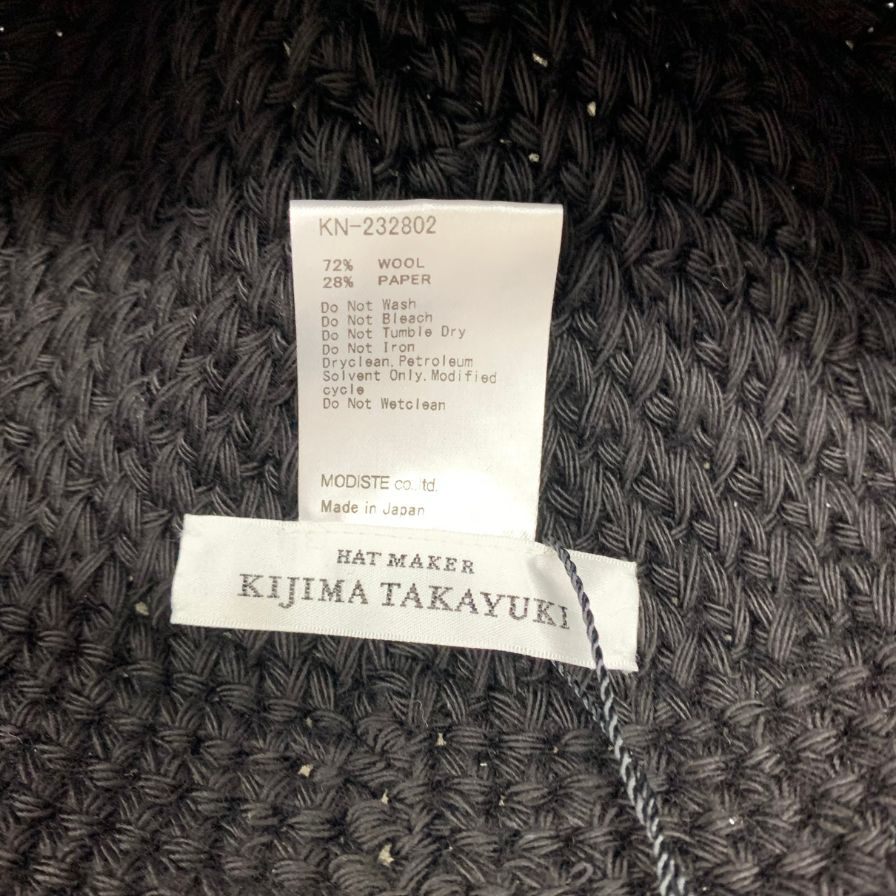 KN-232802
72% WOOL
28% PAPER
Do Not Wash
Do Not Bleach
Do Not Tumble Dry
Do Not Iron
Dryclean.Petroleum
Solvent Only.Modified
cycle
Do Not Wetclean
MODISTE co.,ltd.
Made in Japan
HAT MAKER
KIJIMA TAKAYUKI